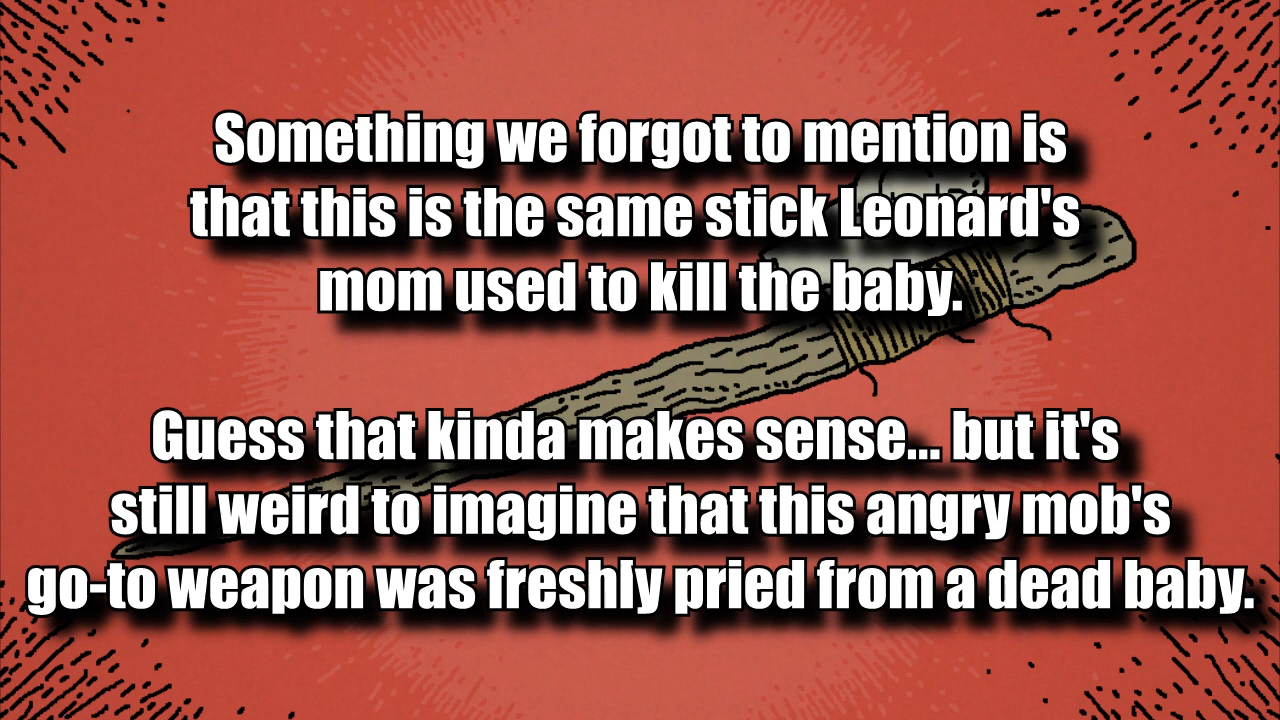 Something we forgot to mention is
that this is the same stick Leonard's
mom used to kill the baby.
Guess that kinda makes sense... but it's
still weird to imagine that this angry mob's
go-to weapon was freshly pried from a dead baby.